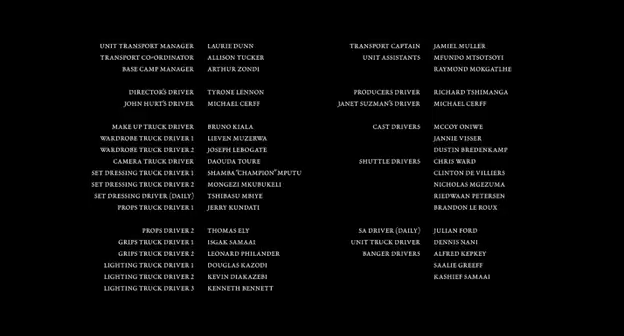 UNIT TRANSPORT MANAGER LAURIE DUNN
TRANSPORT CO-ORDINATOR ALLISON TUCKER
BASE CAMP MANAGER ARTHUR ZONDI
DIRECTOR'S DRIVER TYRONE LENNON
JOHN HURT'S DRIVER MICHAEL CERFF
MAKE UP TRUCK DRIVER BRUNO KIALA
WARDROBE TRUCK DRIVER 1 LIEVEN MUZERWA
WARDROBE TRUCK DRIVER 2 JOSEPH LEBOGATE
CAMERA TRUCK DRIVER DAOUDA TOURE
SET DRESSING TRUCK DRIVER 1 SHAMBA "CHAMPION" MPUTU
SET DRESSING TRUCK DRIVER 2 MONGEZI MKUBUKELI
SET DRESSING DRIVER (DAILY) TSHIBASU MBIYE
PROPS TRUCK DRIVER 1 JERRY KUNDATI
PROPS DRIVER 2 THOMAS ELY
GRIPS TRUCK DRIVER 1 ISGAK SAMAAI
GRIPS TRUCK DRIVER 2 LEONARD PHILANDER
LIGHTING TRUCK DRIVER 1 DOUGLAS KAZODI
LIGHTING TRUCK DRIVER 2 KEVIN DIAKAZEBI
LIGHTING TRUCK DRIVER 3 KENNETH BENNETT
TRANSPORT CAPTAIN JAMIEL MULLER
UNIT ASSISTANTS MFUNDO MTSOTSOYI
RAYMOND MOKGATLHE
PRODUCERS DRIVER RICHARD TSHIMANGA
JANET SUZMAN'S DRIVER MICHAEL CERFF
CAST DRIVERS MCCOY ONIWE
JANNIE VISSER
DUSTIN BREDENKAMP
SHUTTLE DRIVERS CHRIS WARD
CLINTON DE VILLIERS
NICHOLAS MGEZUMA
RIEDWAAN PETERSEN
BRANDON LE ROUX
SA DRIVER (DAILY) JULIAN FORD
UNIT TRUCK DRIVER DENNIS NANI
BANGER DRIVERS ALFRED KEPKEY
SAALIE GREEFF
KASHIEF SAMAAI